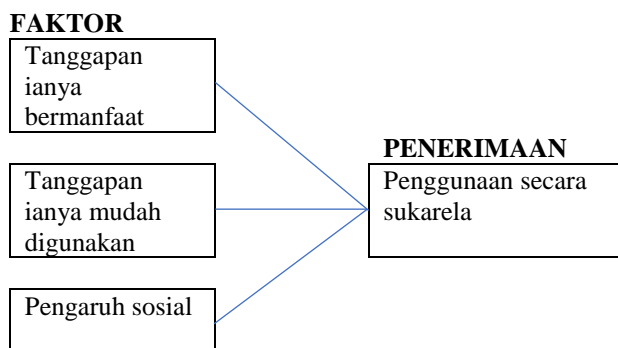 FAKTOR
Tanggapan
ianya
bermanfaat
PENERIMAAN
Tanggapan
ianya mudah
digunakan
Penggunaan secara
sukarela
Pengaruh sosial